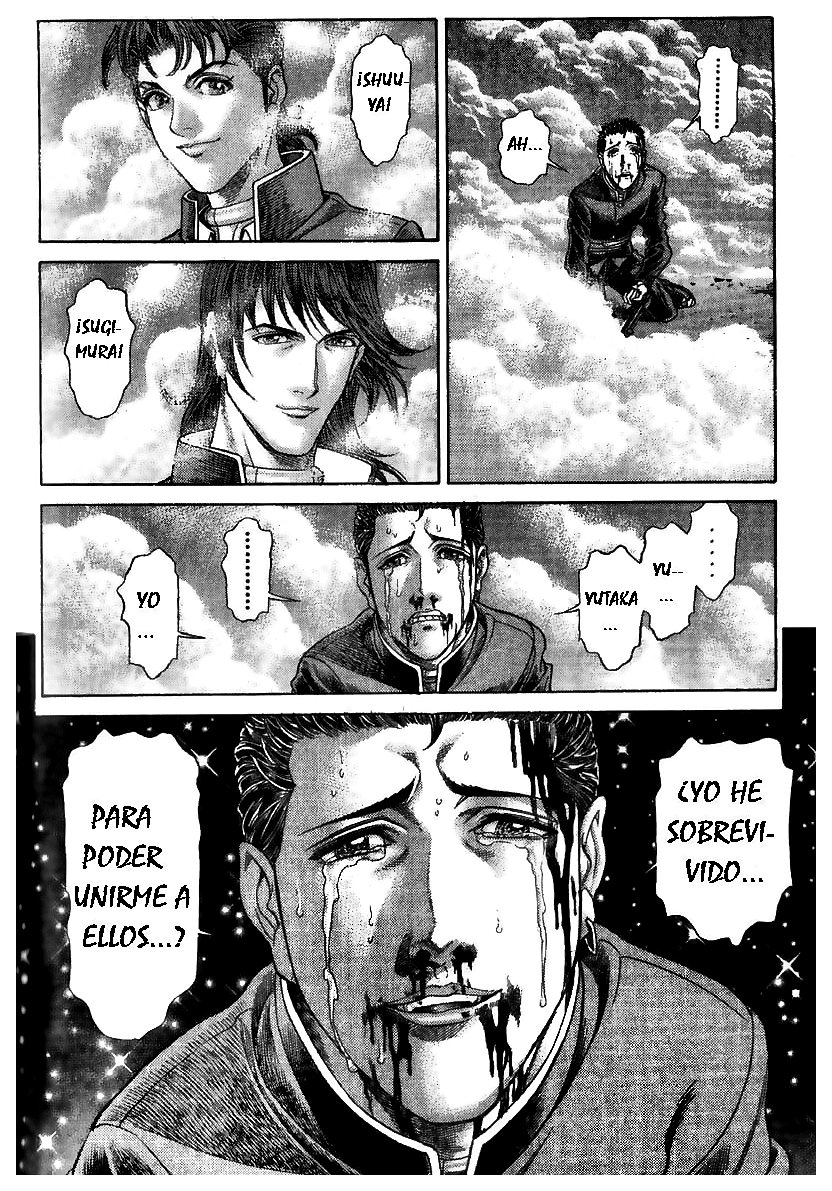 ..........
AH...
¡SHUU-
YA!
¡SUGI-
MURA!
....
YU--
...
YUTAKA
...
..........
YO
...
¿YO HE
SOBREVI-
VIDO...
PARA
PODER
UNIRME A
ELLOS...?